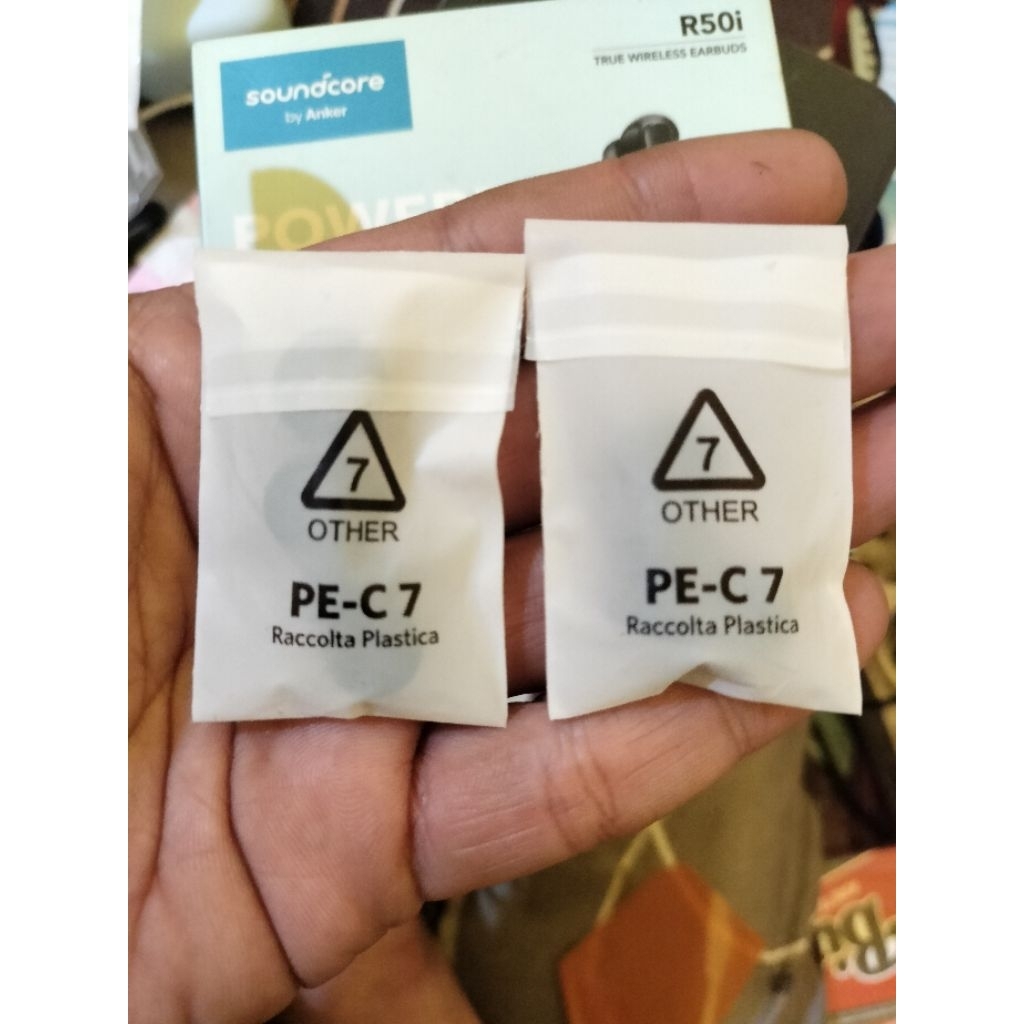 soundcore
by Anker
R50i
TRUE WIRELESS EARBUDS
7
OTHER
PE-C 7
Raccolta Plastica
7
OTHER
PE-C 7
Raccolta Plastica